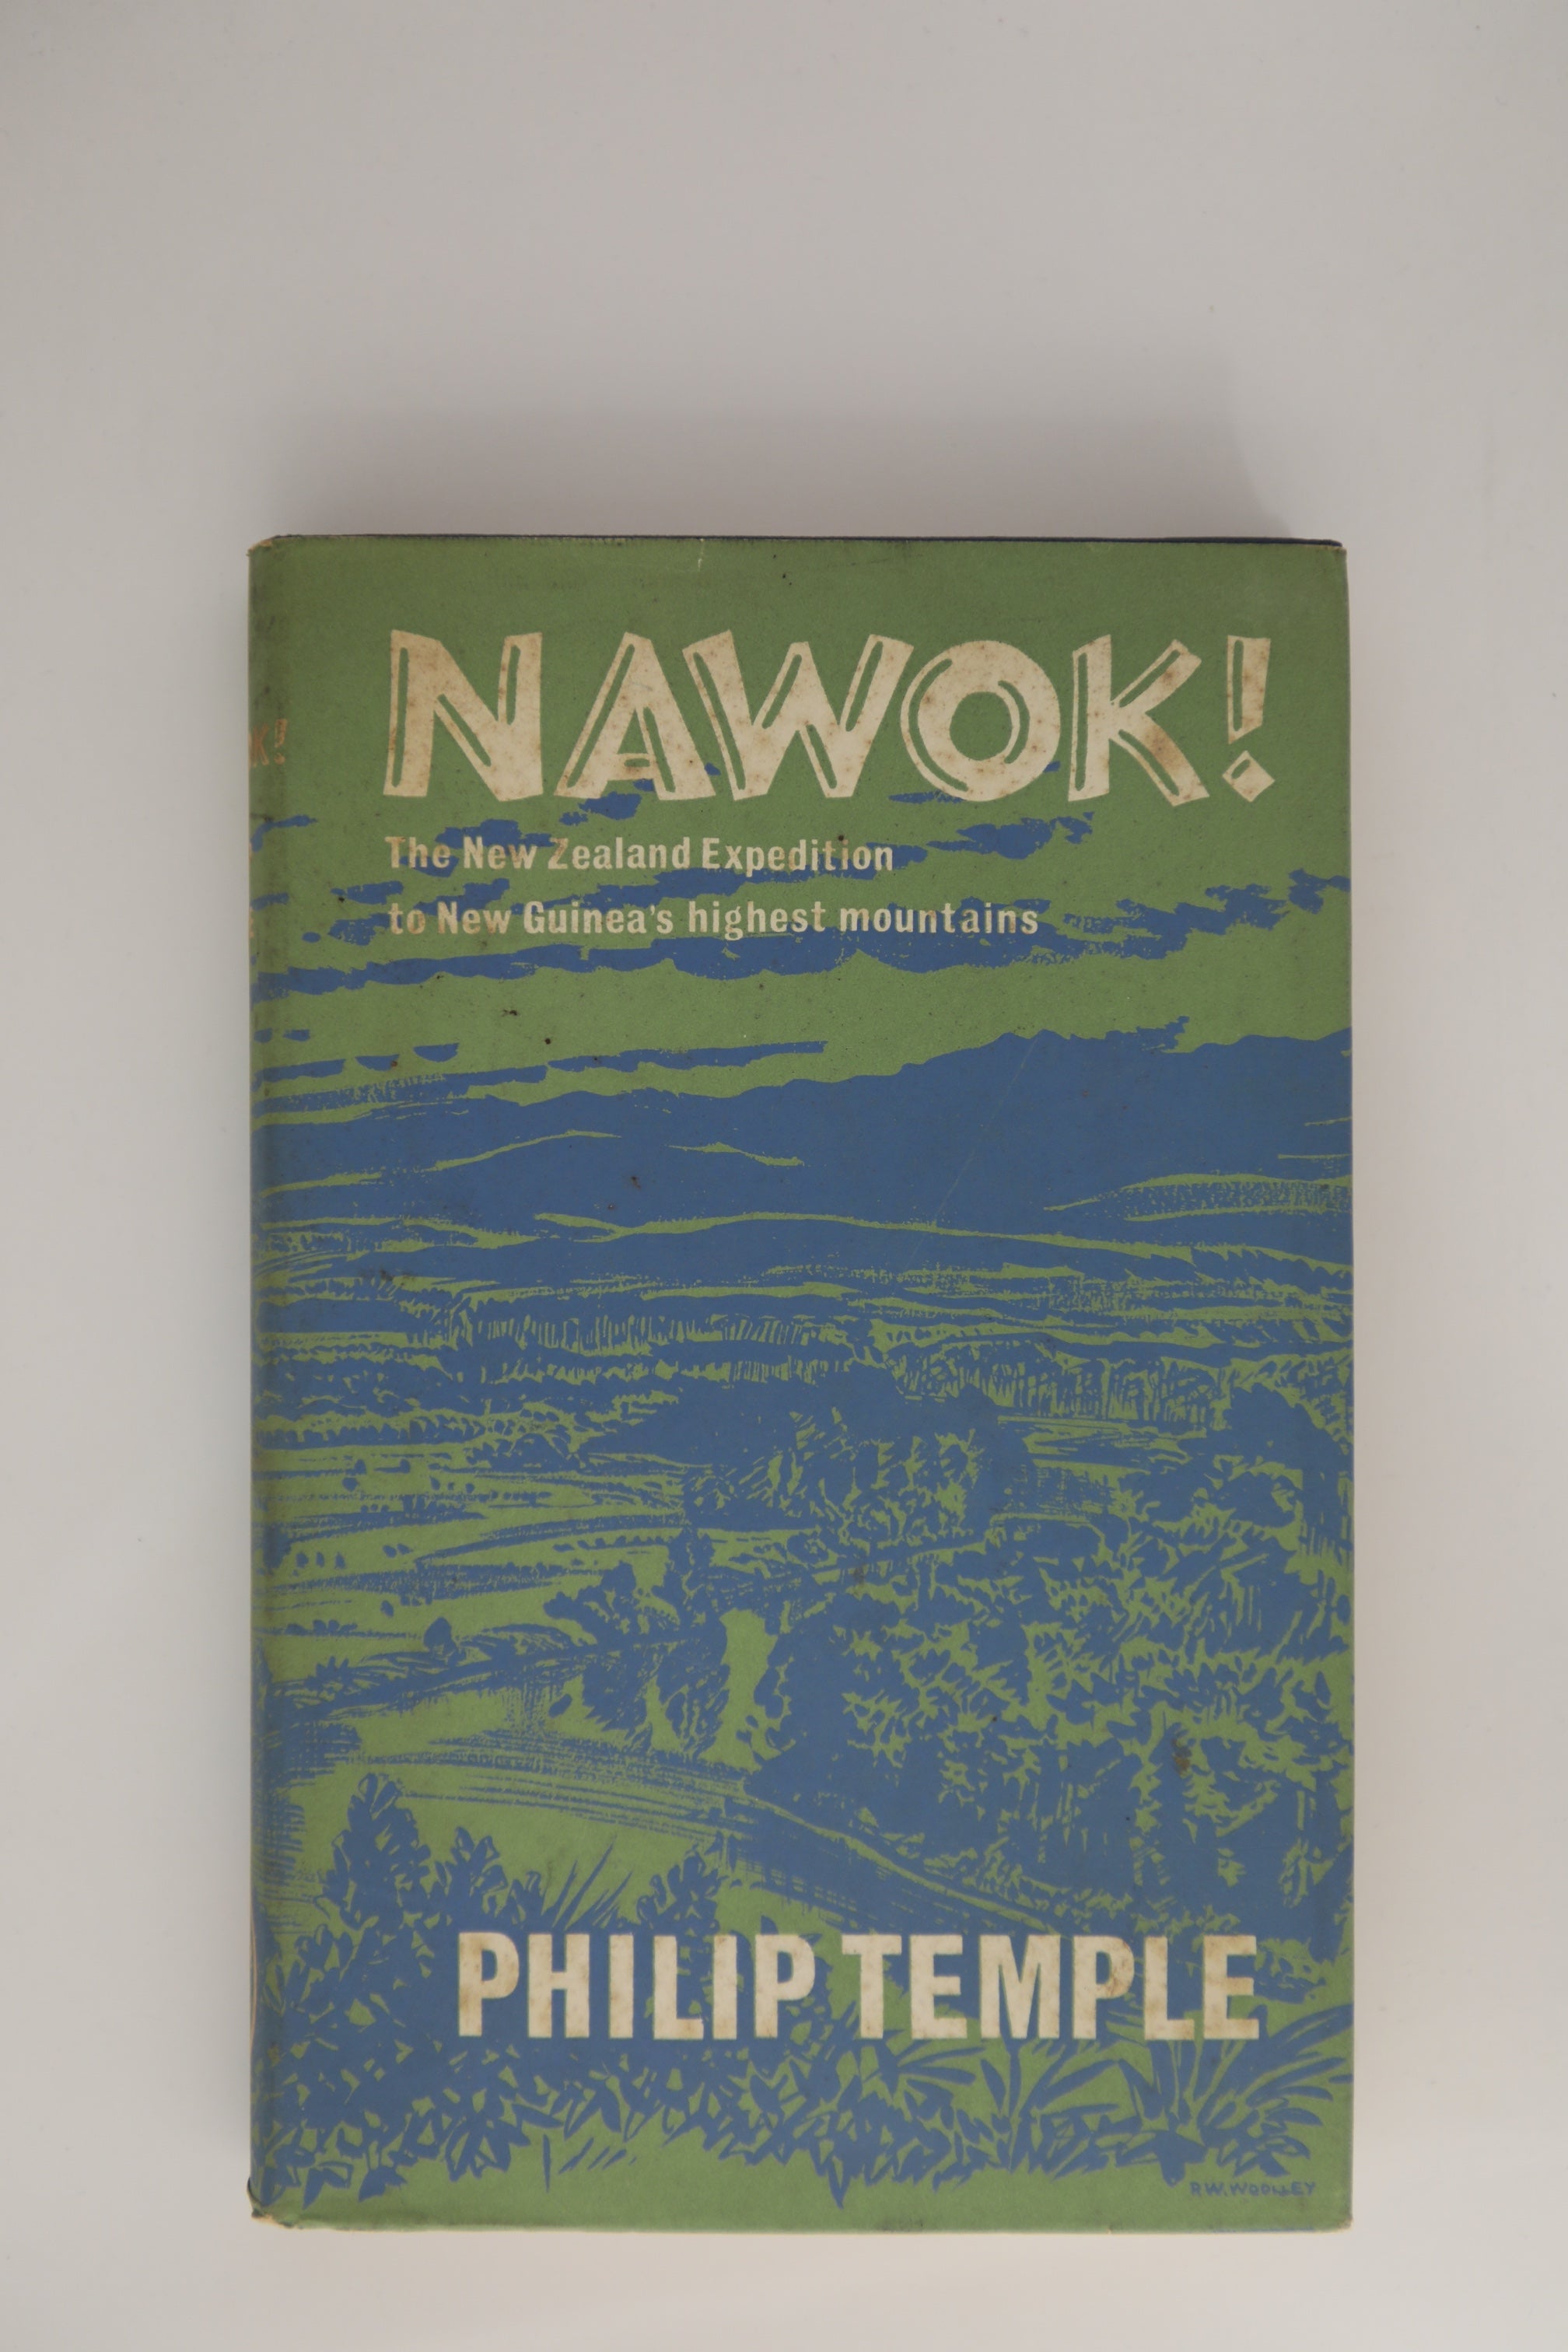 NAWOK!
The New Zealand Expedition
to New Guinea's highest mountains
PHILIP TEMPLE
R.W. WOOLLEY
K!